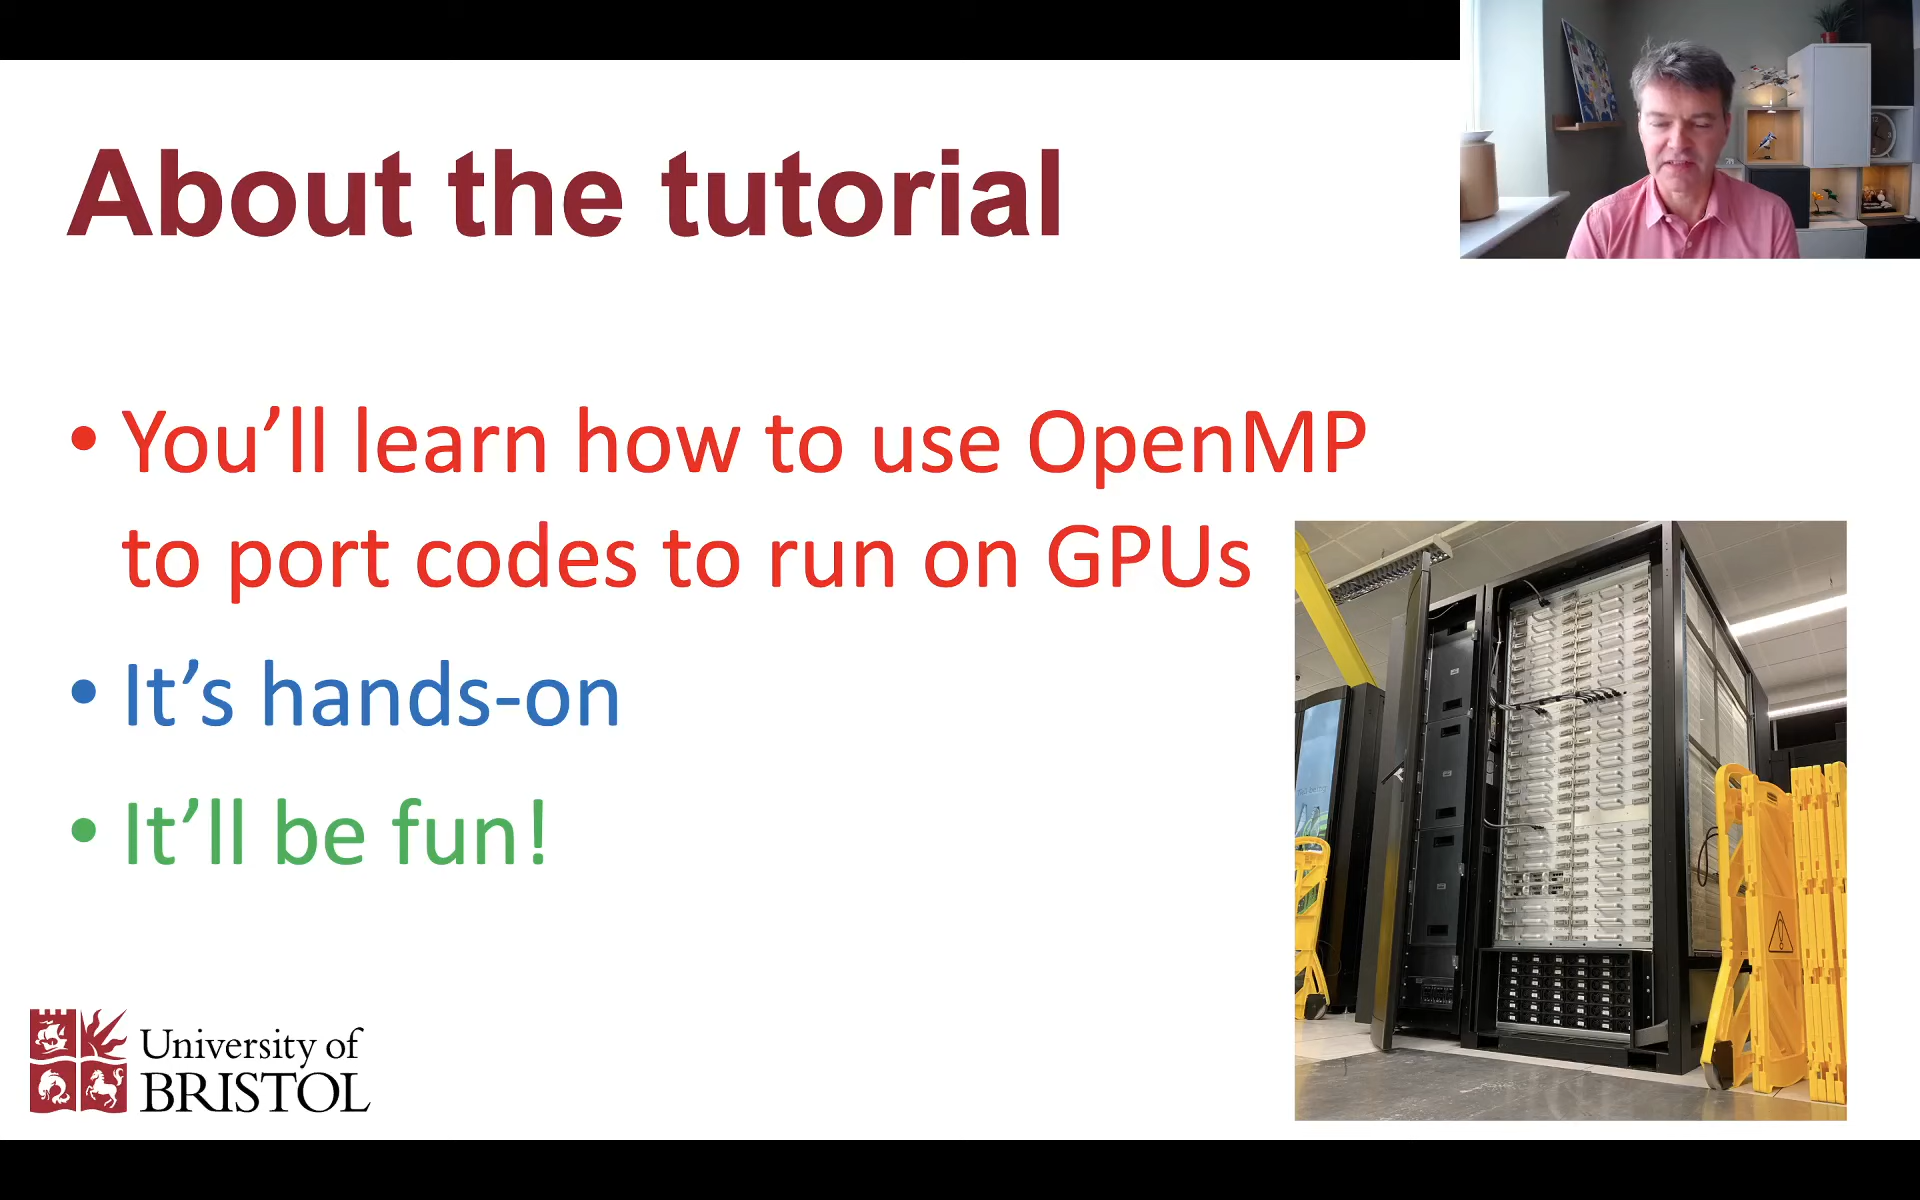 About the tutorial
• You’ll learn how to use OpenMP
to port codes to run on GPUs
• It’s hands-on
• It’ll be fun!
University of
BRISTOL